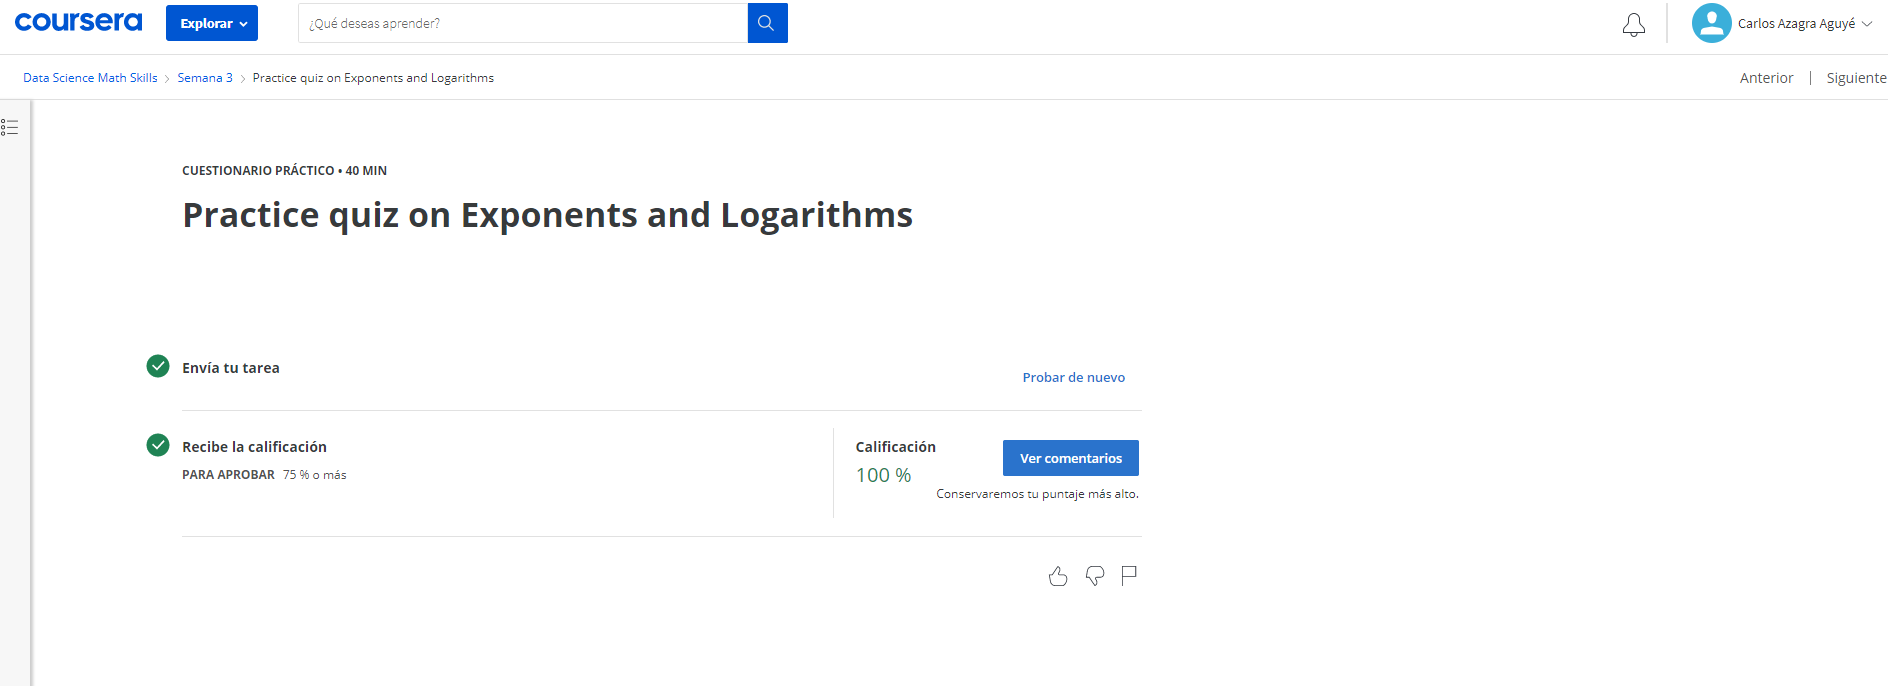 coursera
Explorar
¿Qué deseas aprender?
Carlos Azagra Aguyé
Data Science Math Skills > Semana 3 > Practice quiz on Exponents and Logarithms
Anterior | Siguiente
CUESTIONARIO PRÁCTICO • 40 MIN
Practice quiz on Exponents and Logarithms
Envía tu tarea
Probar de nuevo
Recibe la calificación
PARA APROBAR 75 % o más
Calificación
100 %
Ver comentarios
Conservaremos tu puntaje más alto.